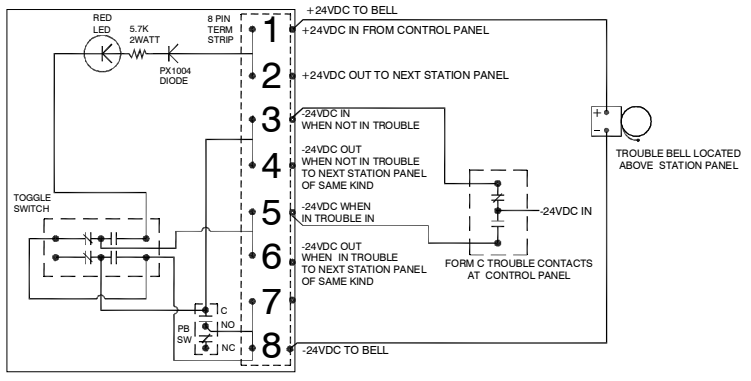 +24VDC TO BELL
RED
LED
5.7K
2WATT
8 PIN
TERM
STRIP
PX1004
DIODE
1
+24VDC IN FROM CONTROL PANEL
2
+24VDC OUT TO NEXT STATION PANEL
3
-24VDC IN
WHEN NOT IN TROUBLE
4
-24VDC OUT
WHEN NOT IN TROUBLE
TO NEXT STATION PANEL
OF SAME KIND
5
-24VDC WHEN
IN TROUBLE IN
6
-24VDC OUT
WHEN IN TROUBLE
TO NEXT STATION PANEL
OF SAME KIND
7
8
-24VDC TO BELL
+
-
TROUBLE BELL LOCATED
ABOVE STATION PANEL
-24VDC IN
FORM C TROUBLE CONTACTS
AT CONTROL PANEL
TOGGLE
SWITCH
PB
SW
C
NO
NC